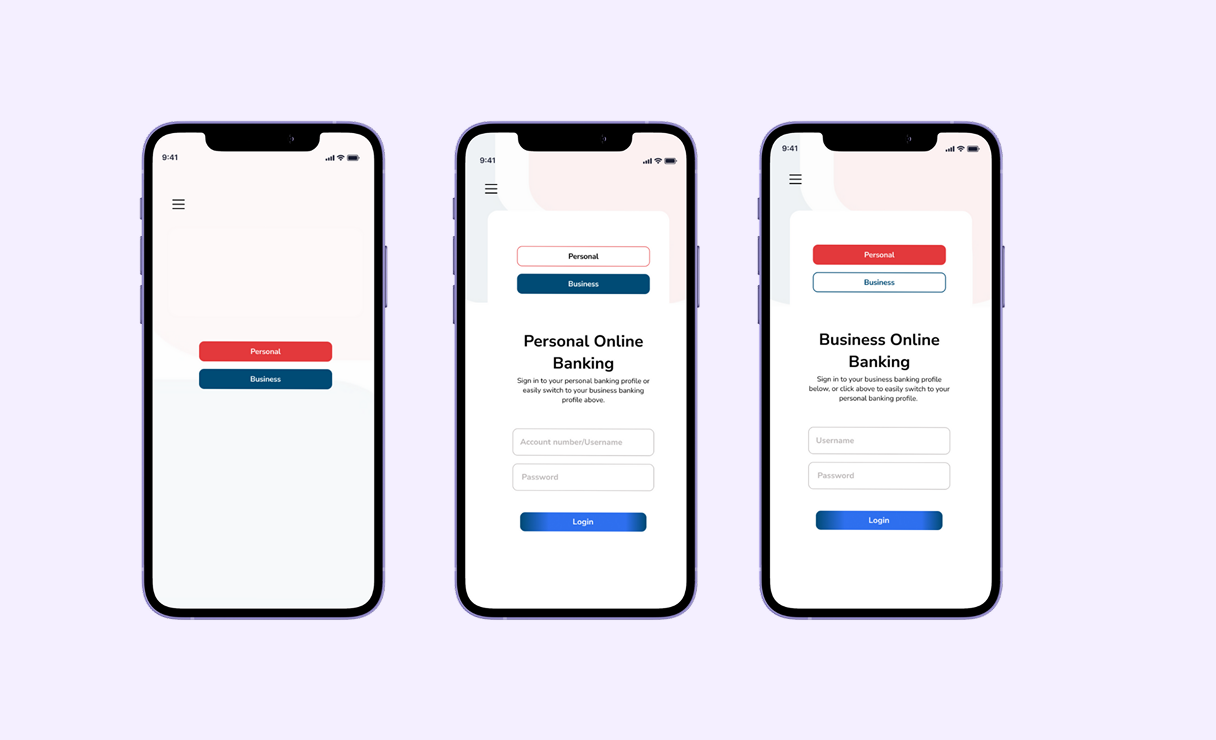 9:41
Personal
Business
9:41
Personal
Business
Personal Online
Banking
Sign in to your personal banking profile or
easily switch to your business banking
profile above.
Account number/Username
Password
Login
9:41
Personal
Business
Business Online
Banking
Sign in to your business banking profile
below, or click above to easily switch to your
personal banking profile.
Username
Password
Login